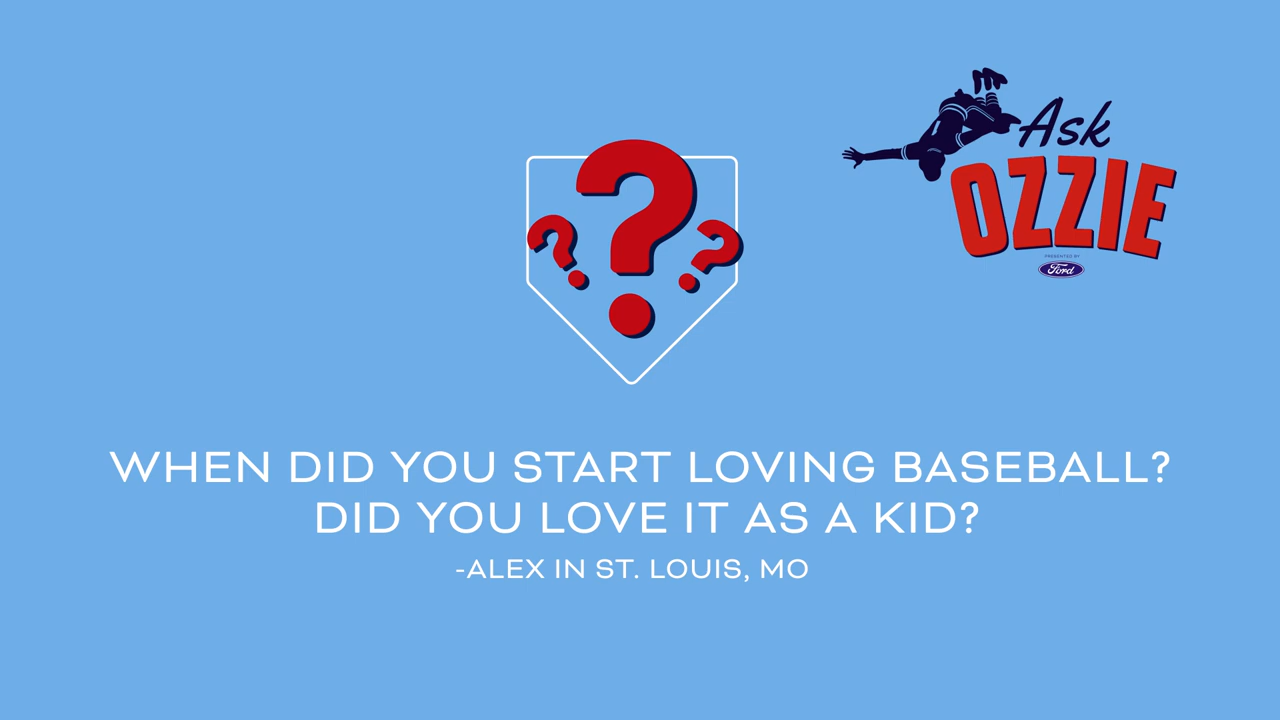 Ask
OZZIE
PRESENTED BY
Ford
WHEN DID YOU START LOVING BASEBALL?
DID YOU LOVE IT AS A KID?
-ALEX IN ST. LOUIS, MO